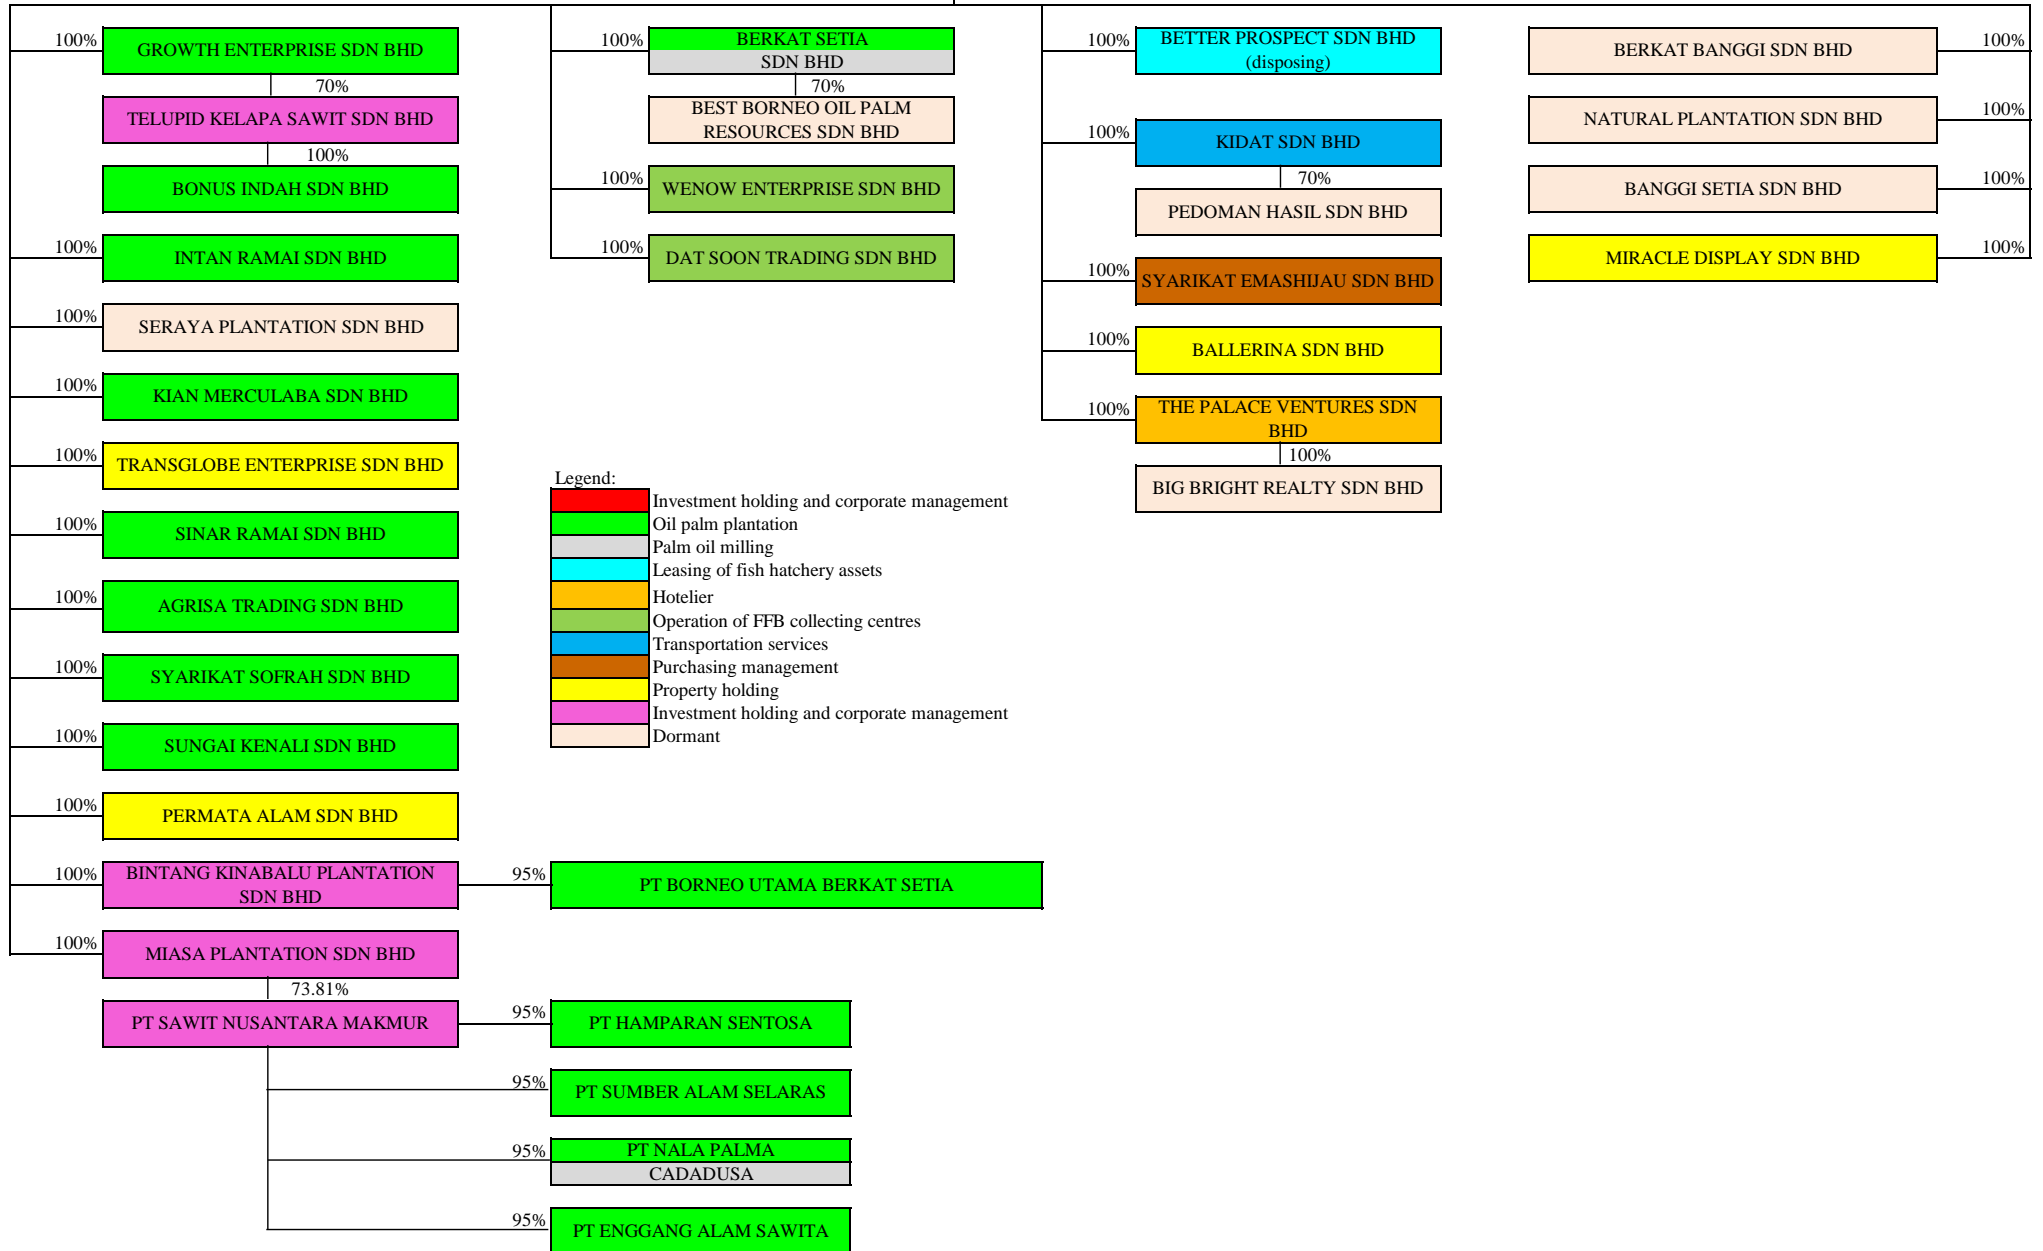 100%
GROWTH ENTERPRISE SDN BHD
70%
TELUPID KELAPA SAWIT SDN BHD
100%
BONUS INDAH SDN BHD
100%
INTAN RAMAI SDN BHD
100%
SERAYA PLANTATION SDN BHD
100%
KIAN MERCULABA SDN BHD
100%
TRANSGLOBE ENTERPRISE SDN BHD
100%
SINAR RAMAI SDN BHD
100%
AGRISA TRADING SDN BHD
100%
SYARIKAT SOFRAH SDN BHD
100%
SUNGAI KENALI SDN BHD
100%
PERMATA ALAM SDN BHD
100%
BINTANG KINABALU PLANTATION
SDN BHD
95%
PT BORNEO UTAMA BERKAT SETIA
100%
MIASA PLANTATION SDN BHD
73.81%
PT SAWIT NUSANTARA MAKMUR
95%
PT HAMPARAN SENTOSA
95%
PT SUMBER ALAM SELARAS
95%
PT NALA PALMA
CADADUSA
95%
PT ENGGANG ALAM SAWITA
100%
BERKAT SETIA
SDN BHD
70%
BEST BORNEO OIL PALM
RESOURCES SDN BHD
100%
WENOW ENTERPRISE SDN BHD
100%
DAT SOON TRADING SDN BHD
Legend:
Investment holding and corporate management
Oil palm plantation
Palm oil milling
Leasing of fish hatchery assets
Hotelier
Operation of FFB collecting centres
Transportation services
Purchasing management
Property holding
Investment holding and corporate management
Dormant
100%
BETTER PROSPECT SDN BHD
(disposing)
100%
KIDAT SDN BHD
70%
PEDOMAN HASIL SDN BHD
100%
SYARIKAT EMASHIJAU SDN BHD
100%
BALLERINA SDN BHD
100%
THE PALACE VENTURES SDN
BHD
100%
BIG BRIGHT REALTY SDN BHD
BERKAT BANGGI SDN BHD
100%
NATURAL PLANTATION SDN BHD
100%
BANGGI SETIA SDN BHD
100%
MIRACLE DISPLAY SDN BHD
100%